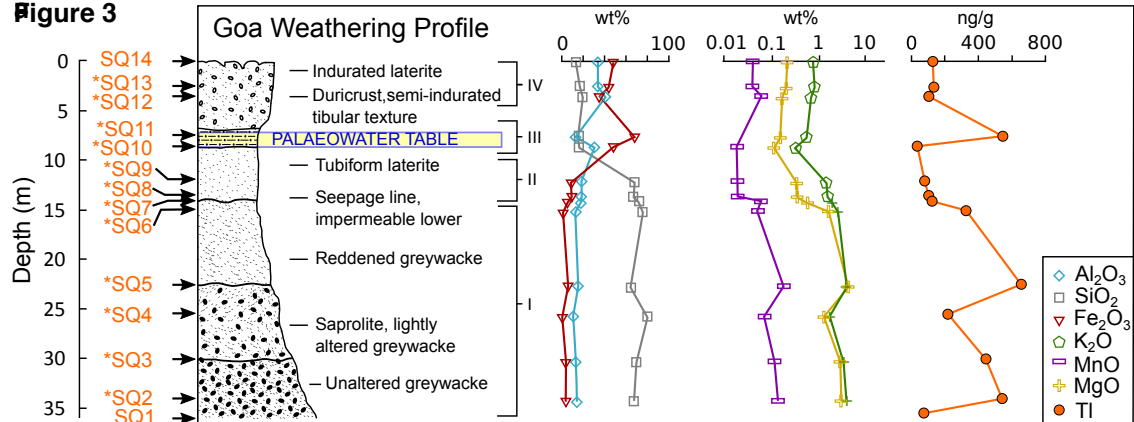 Figure 3
a
Goa Weathering Profile
wt%
wt%
ng/g
0 100
0.01 0.1 1 10
0 400 800
Depth (m)
0
5
10
15
20
25
30
35
SQ14
*SQ13
*SQ12
*SQ11
*SQ10
*SQ9
*SQ8
*SQ7
*SQ6
*SQ5
*SQ4
*SQ3
*SQ2
SQ1
Indurated laterite
Duricrust,semi-indurated
tibular texture
PALAEOWATER TABLE
Tubiform laterite
Seepage line,
impermeable lower
Reddened greywacke
Saprolite, lightly
altered greywacke
Unaltered greywacke
IV
III
II
I
Al₂O₃
SiO₂
Fe₂O₃
K₂O
MnO
MgO
Tl